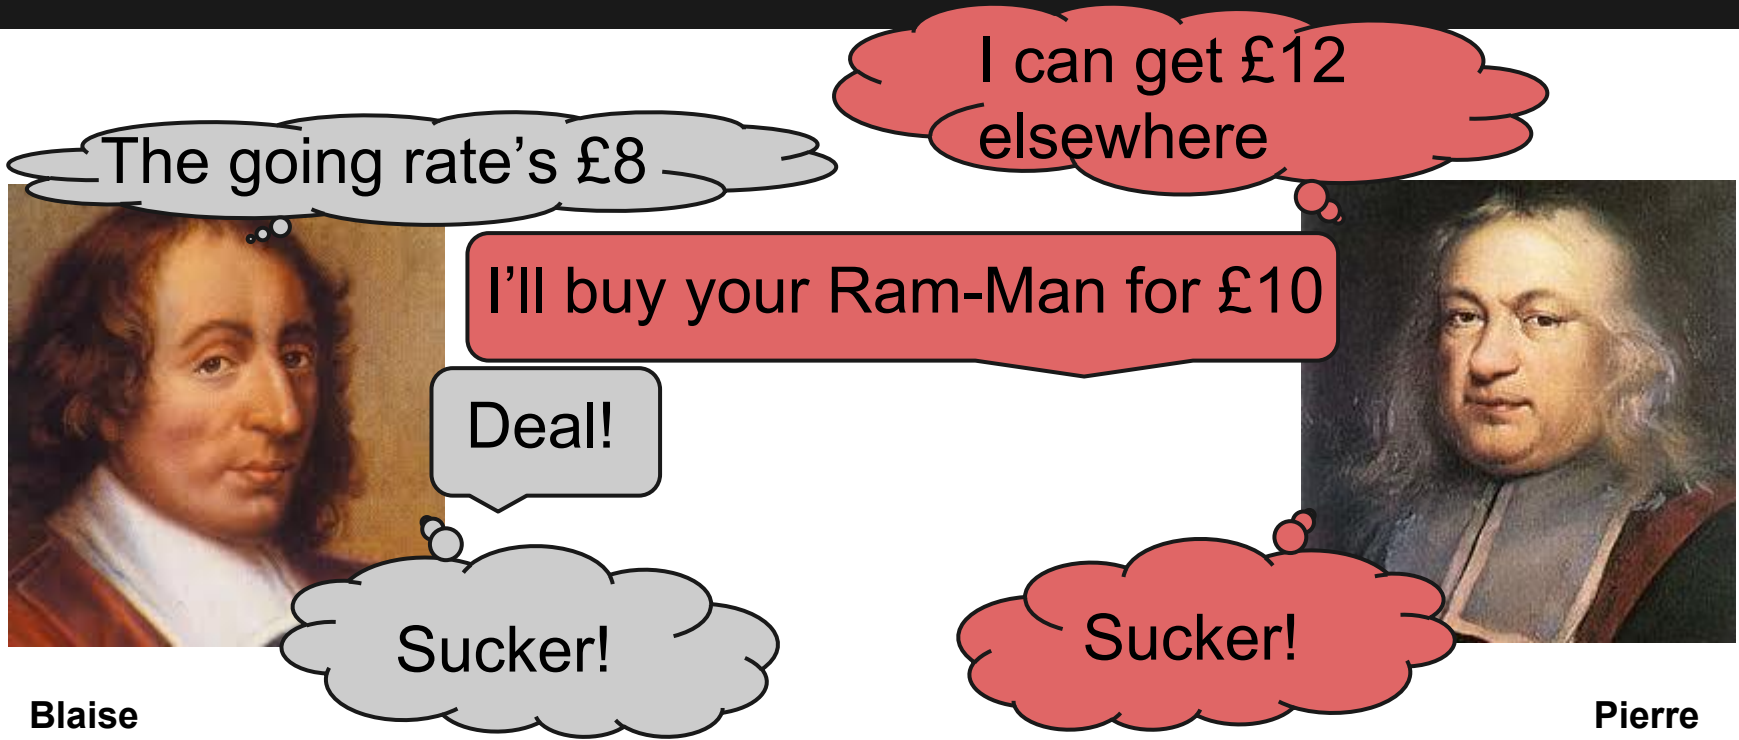 I can get £12
elsewhere
The going rate’s £8
I’ll buy your Ram-Man for £10
Deal!
Sucker!
Sucker!
Blaise
Pierre